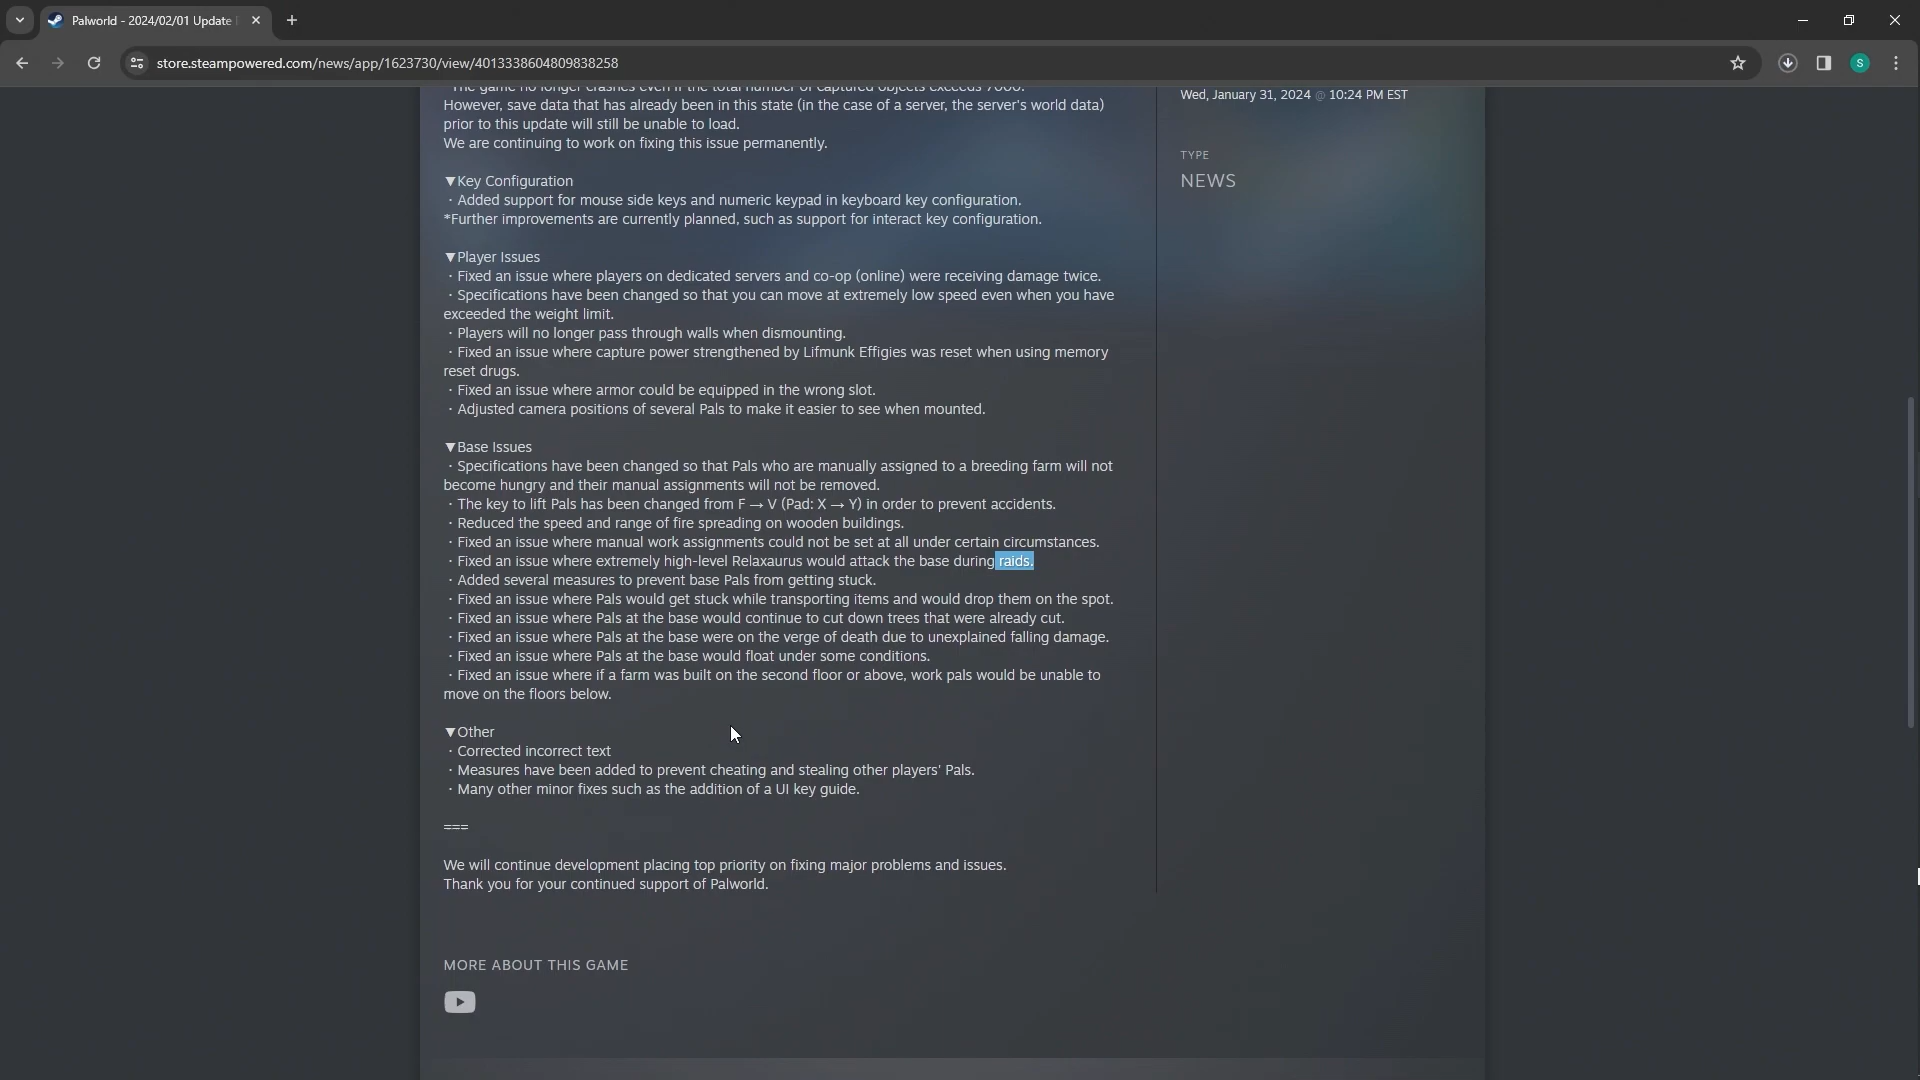 Palworld - 2024/02/01 Update
store.steampowered.com/news/app/1623730/view/4013338604809838258
S
The game no longer crashes even if the total number of captured objects exceeds 7000.
However, save data that has already been in this state (in the case of a server, the server's world data)
prior to this update will still be unable to load.
We are continuing to work on fixing this issue permanently.
▼Key Configuration
・Added support for mouse side keys and numeric keypad in keyboard key configuration.
*Further improvements are currently planned, such as support for interact key configuration.
▼Player Issues
・Fixed an issue where players on dedicated servers and co-op (online) were receiving damage twice.
・Specifications have been changed so that you can move at extremely low speed even when you have
exceeded the weight limit.
・Players will no longer pass through walls when dismounting.
・Fixed an issue where capture power strengthened by Lifmunk Effigies was reset when using memory
reset drugs.
・Fixed an issue where armor could be equipped in the wrong slot.
・Adjusted camera positions of several Pals to make it easier to see when mounted.
▼Base Issues
・Specifications have been changed so that Pals who are manually assigned to a breeding farm will not
become hungry and their manual assignments will not be removed.
・The key to lift Pals has been changed from F → V (Pad: X → Y) in order to prevent accidents.
・Reduced the speed and range of fire spreading on wooden buildings.
・Fixed an issue where manual work assignments could not be set at all under certain circumstances.
・Fixed an issue where extremely high-level Relaxaurus would attack the base during raids.
・Added several measures to prevent base Pals from getting stuck.
・Fixed an issue where Pals would get stuck while transporting items and would drop them on the spot.
・Fixed an issue where Pals at the base would continue to cut down trees that were already cut.
・Fixed an issue where Pals at the base were on the verge of death due to unexplained falling damage.
・Fixed an issue where Pals at the base would float under some conditions.
・Fixed an issue where if a farm was built on the second floor or above, work pals would be unable to
move on the floors below.
▼Other
・Corrected incorrect text
・Measures have been added to prevent cheating and stealing other players' Pals.
・Many other minor fixes such as the addition of a UI key guide.
===
We will continue development placing top priority on fixing major problems and issues.
Thank you for your continued support of Palworld.
MORE ABOUT THIS GAME
Wed, January 31, 2024 @ 10:24 PM EST
TYPE
NEWS